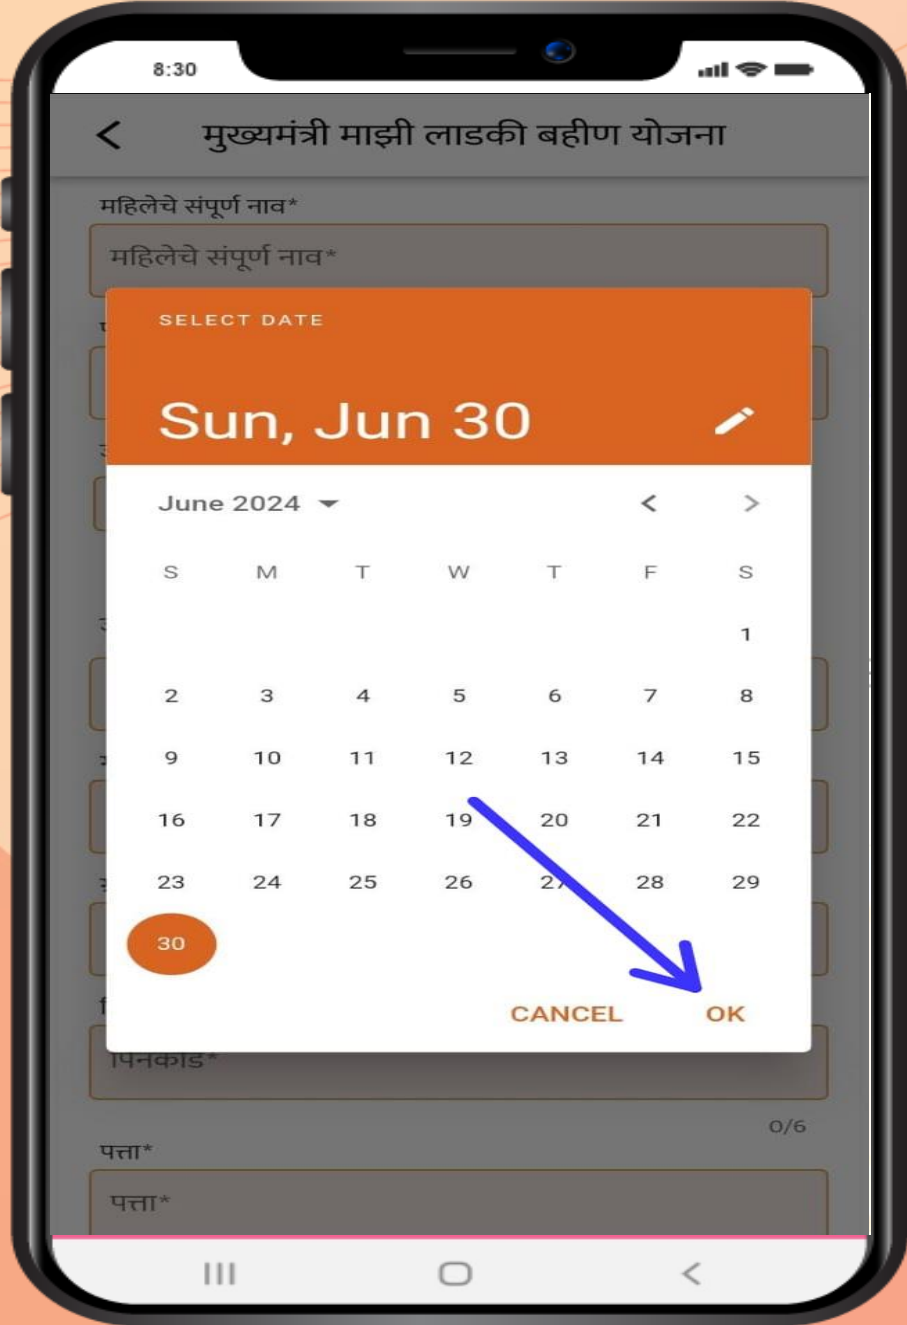 8:30
मुख्यमंत्री माझी लाडकी बहीण योजना
महिलेचे संपूर्ण नाव*
महिलेचे संपूर्ण नाव*
SELECT DATE
Sun, Jun 30
June 2024
S M T W T F S
1
2 3 4 5 6 7 8
9 10 11 12 13 14 15
16 17 18 19 20 21 22
23 24 25 26 27 28 29
30
CANCEL OK
पिनकोड*
0/6
पत्ता*
पत्ता*